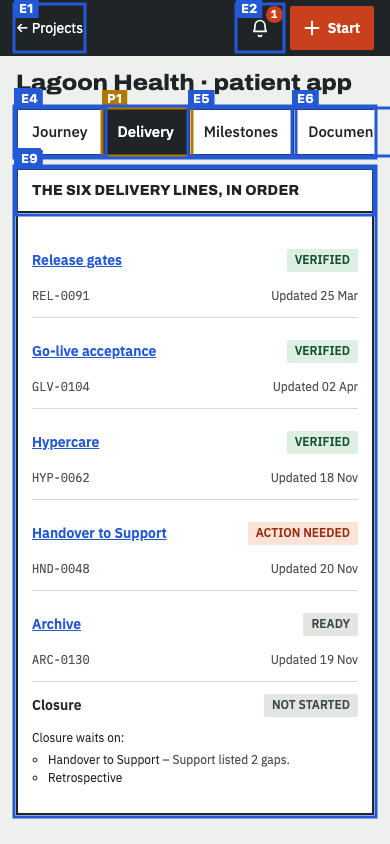 E1
E2
← Projects
1
Start
Lagoon Health · patient app
E4
P1
E5
E6
Journey
Delivery
Milestones
Documen
E9
THE SIX DELIVERY LINES, IN ORDER
Release gates
VERIFIED
REL-0091
Updated 25 Mar
Go-live acceptance
VERIFIED
GLV-0104
Updated 02 Apr
Hypercare
VERIFIED
HYP-0062
Updated 18 Nov
Handover to Support
ACTION NEEDED
HND-0048
Updated 20 Nov
Archive
READY
ARC-0130
Updated 19 Nov
Closure
NOT STARTED
Closure waits on:
Handover to Support – Support listed 2 gaps.
Retrospective